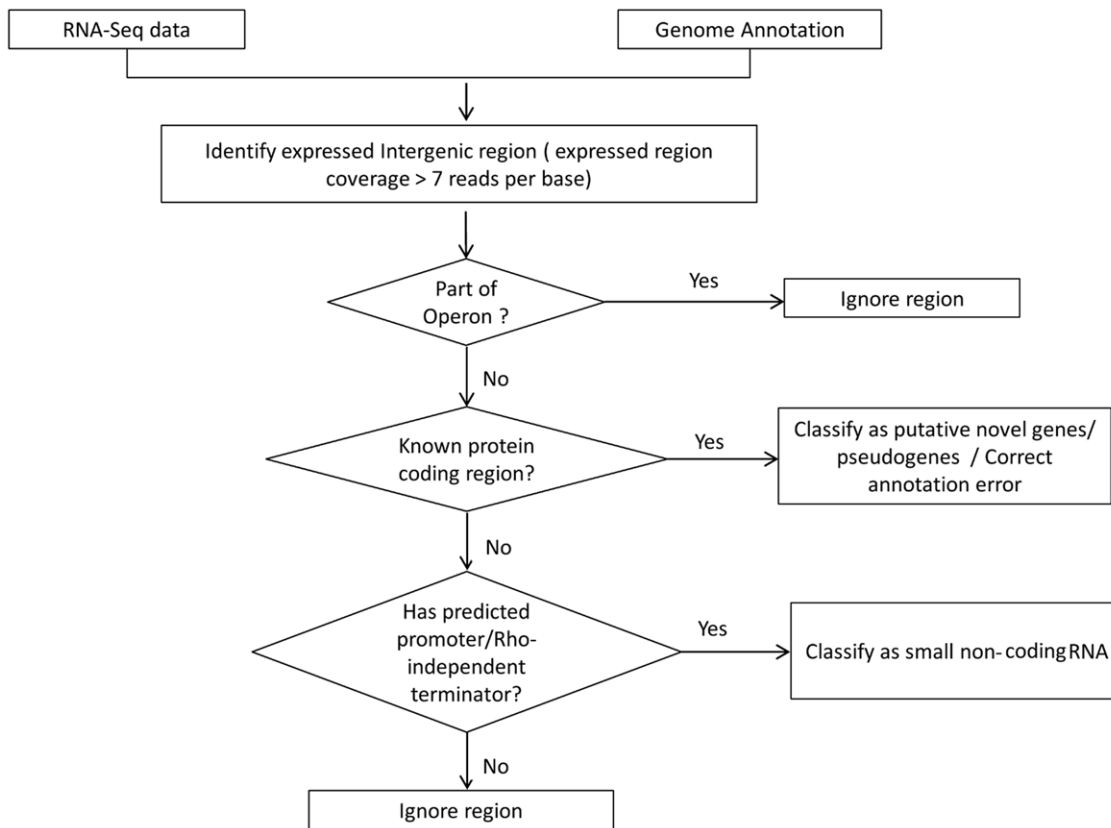 RNA-Seq data
Genome Annotation
Identify expressed Intergenic region ( expressed region
coverage > 7 reads per base)
Part of
Operon ?
Yes
Ignore region
No
Known protein
coding region?
Yes
Classify as putative novel genes/
pseudogenes / Correct
annotation error
No
Has predicted
promoter/Rho-
independent
terminator?
Yes
Classify as small non-coding RNA
No
Ignore region